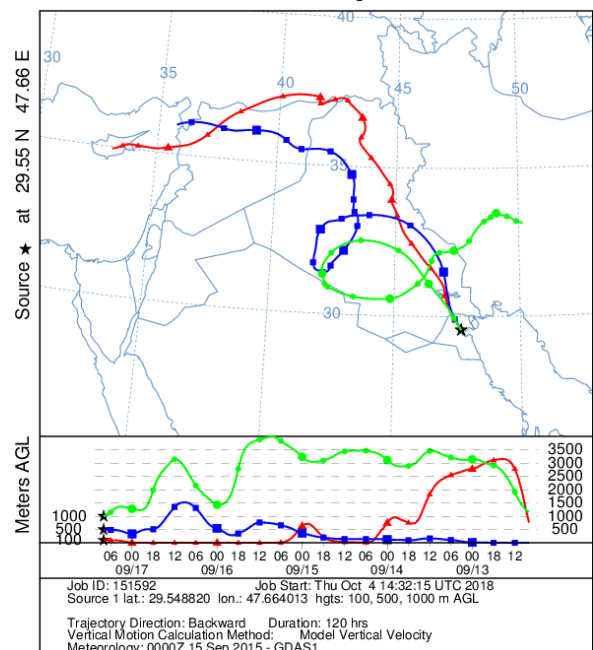 40
30
35
40
45
50
35
30
Source ★ at 29.55 N 47.66 E
Meters AGL
3500
3000
2500
2000
1500
1000
500
1000
500
100
06 00 18 12 06 00 18 12 06 00 18 12 06 00 18 12 06 00 18 12
09/17 09/16 09/15 09/14 09/13
Job ID: 151592 Job Start: Thu Oct 4 14:32:15 UTC 2018
Source 1 lat.: 29.548820 lon.: 47.664013 hgts: 100, 500, 1000 m AGL
Trajectory Direction: Backward Duration: 120 hrs
Vertical Motion Calculation Method: Model Vertical Velocity
Meteorology: 0000Z 15 Sep 2015 - GDAS1